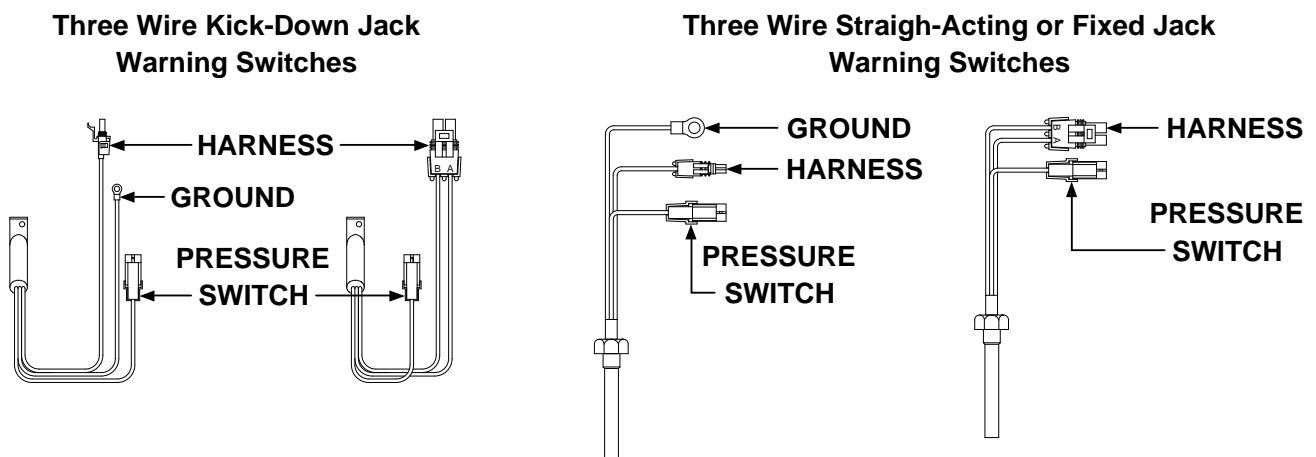 Three Wire Kick-Down Jack
Warning Switches
HARNESS
B A
GROUND
PRESSURE
SWITCH
Three Wire Straigh-Acting or Fixed Jack
Warning Switches
GROUND
HARNESS
PRESSURE
SWITCH
B
A
HARNESS
PRESSURE
SWITCH